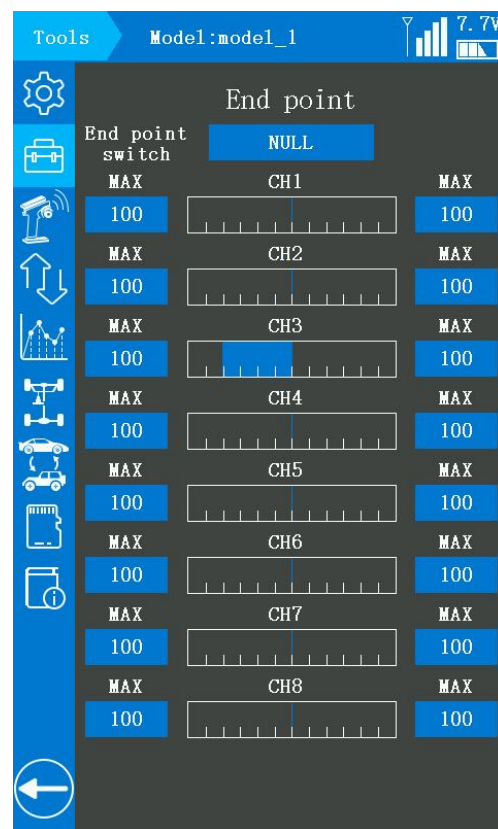 Tools Model:model_1 7.7V
End point
End point switch NULL
MAX CH1 MAX
100 100
MAX CH2 MAX
100 100
MAX CH3 MAX
100 100
MAX CH4 MAX
100 100
MAX CH5 MAX
100 100
MAX CH6 MAX
100 100
MAX CH7 MAX
100 100
MAX CH8 MAX
100 100